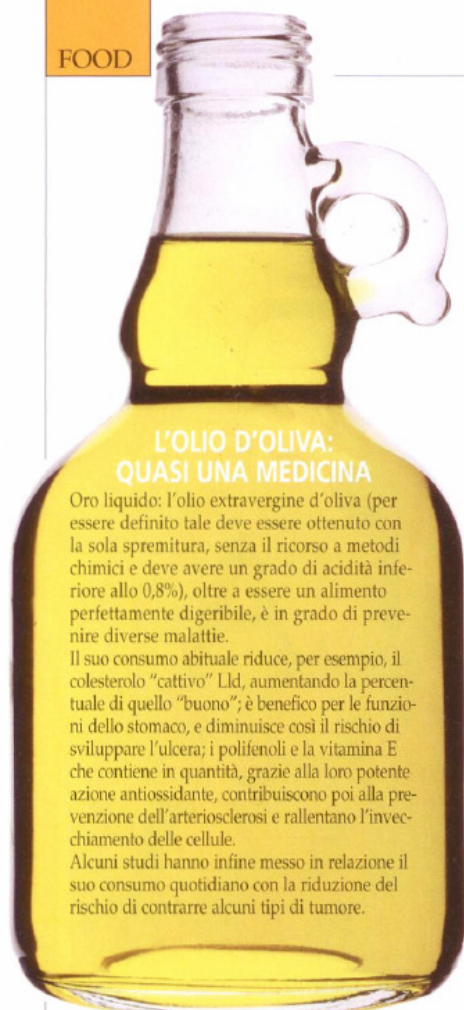 FOOD
L'OLIO D'OLIVA:
QUASI UNA MEDICINA
Oro liquido: l'olio extravergine d'oliva (per
essere definito tale deve essere ottenuto con
la sola spremitura, senza il ricorso a metodi
chimici e deve avere un grado di acidità infe-
riore allo 0,8%), oltre a essere un alimento
perfettamente digeribile, è in grado di preve-
nire diverse malattie.
Il suo consumo abituale riduce, per esempio, il
colesterolo "cattivo" Lld, aumentando la percen-
tuale di quello "buono"; è benefico per le funzio-
ni dello stomaco, e diminuisce così il rischio di
sviluppare l'ulcera; i polifenoli e la vitamina E
che contiene in quantità, grazie alla loro potente
azione antiossidante, contribuiscono poi alla pre-
venzione dell'arteriosclerosi e rallentano l'invec-
chiamento delle cellule.
Alcuni studi hanno infine messo in relazione il
suo consumo quotidiano con la riduzione del
rischio di contrarre alcuni tipi di tumore.